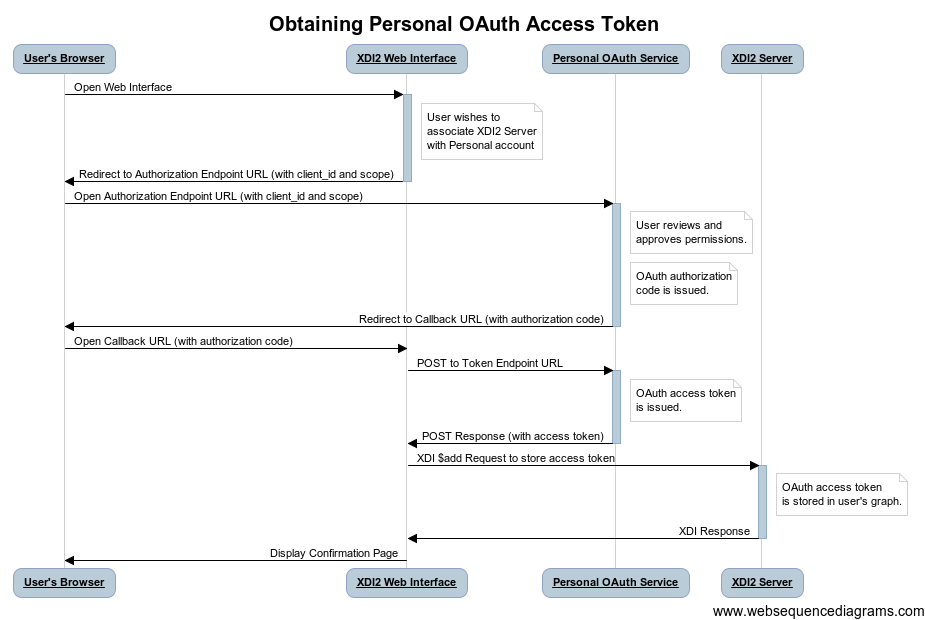 Obtaining Personal OAuth Access Token
User's Browser
XDI2 Web Interface
Personal OAuth Service
XDI2 Server
Open Web Interface
User wishes to
associate XDI2 Server
with Personal account
Redirect to Authorization Endpoint URL (with client_id and scope)
Open Authorization Endpoint URL (with client_id and scope)
User reviews and
approves permissions.
OAuth authorization
code is issued.
Redirect to Callback URL (with authorization code)
Open Callback URL (with authorization code)
POST to Token Endpoint URL
OAuth access token
is issued.
POST Response (with access token)
XDI $add Request to store access token
OAuth access token
is stored in user's graph.
XDI Response
Display Confirmation Page
User's Browser
XDI2 Web Interface
Personal OAuth Service
XDI2 Server
www.websequencediagrams.com